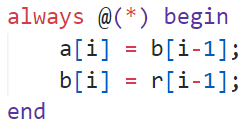 always @(*) begin
    a[i] = b[i-1];
    b[i] = r[i-1];
end